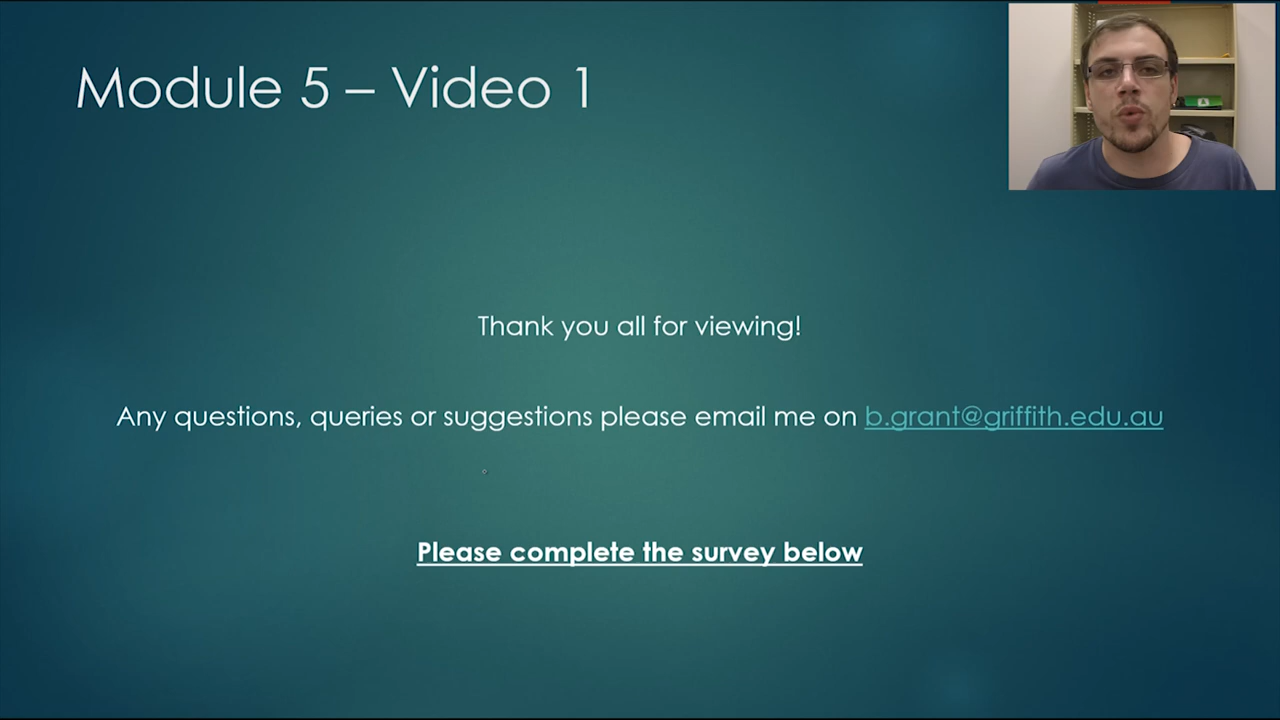 Module 5 – Video 1
Thank you all for viewing!
Any questions, queries or suggestions please email me on b.grant@griffith.edu.au
Please complete the survey below